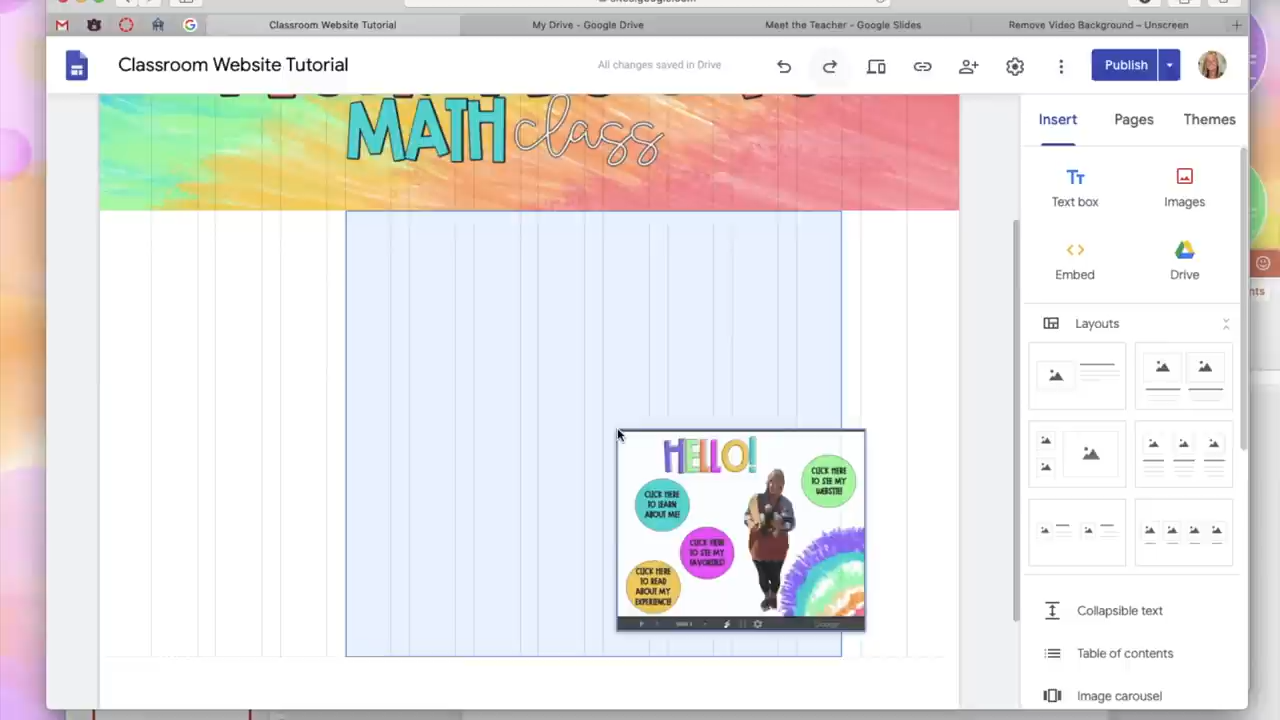 Classroom Website Tutorial
My Drive - Google Drive
Meet the Teacher - Google Slides
Remove Video Background – Unscreen
Classroom Website Tutorial
All changes saved in Drive
Publish
MATH class
Insert
Pages
Themes
Text box
Images
Embed
Drive
Layouts
HELLO!
CLICK HERE
TO SEE MY
WEBSITE!
CLICK HERE
TO LEARN
ABOUT ME!
CLICK HERE
TO SEE MY
FAVORITES!
CLICK HERE
TO READ
ABOUT MY
EXPERIENCE!
Collapsible text
Table of contents
Image carousel